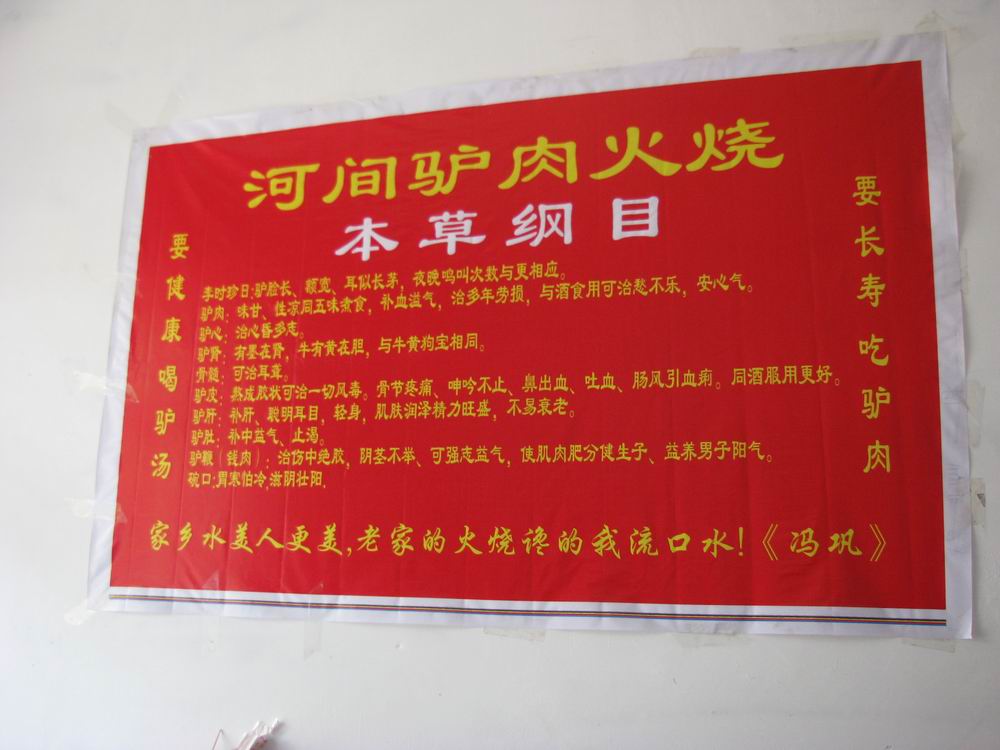 河间驴肉火烧
本草纲目
要健康喝驴汤
要长寿吃驴肉
李时珍曰:驴脸长、额宽、耳似长茅，夜晚鸣叫次数与更相应。
驴肉：味甘、性凉同五味煮食，补血溢气，治多年劳损，与酒食用可治愁不乐，安心气。
驴心：治心昏多志。
驴肾：有墨在肾，牛有黄在胆，与牛黄狗宝相同。
骨髓：可治耳聋。
驴皮：熬成胶状可治一切风毒。骨节疼痛、呻吟不止、鼻出血、吐血、肠风引血痢。同酒服用更好。
驴肝：补肝、聪明耳目，轻身，肌肤润泽精力旺盛，不易衰老。
驴肚：补中益气、止渴。
驴鞭（钱肉）：治伤中绝胶，阴茎不举、可强志益气，使肌肉肥分健生子、益养男子阳气。
碗口:胃寒怕冷,滋阴壮阳,
家乡水美人更美,老家的火烧谗的我流口水!《冯巩》